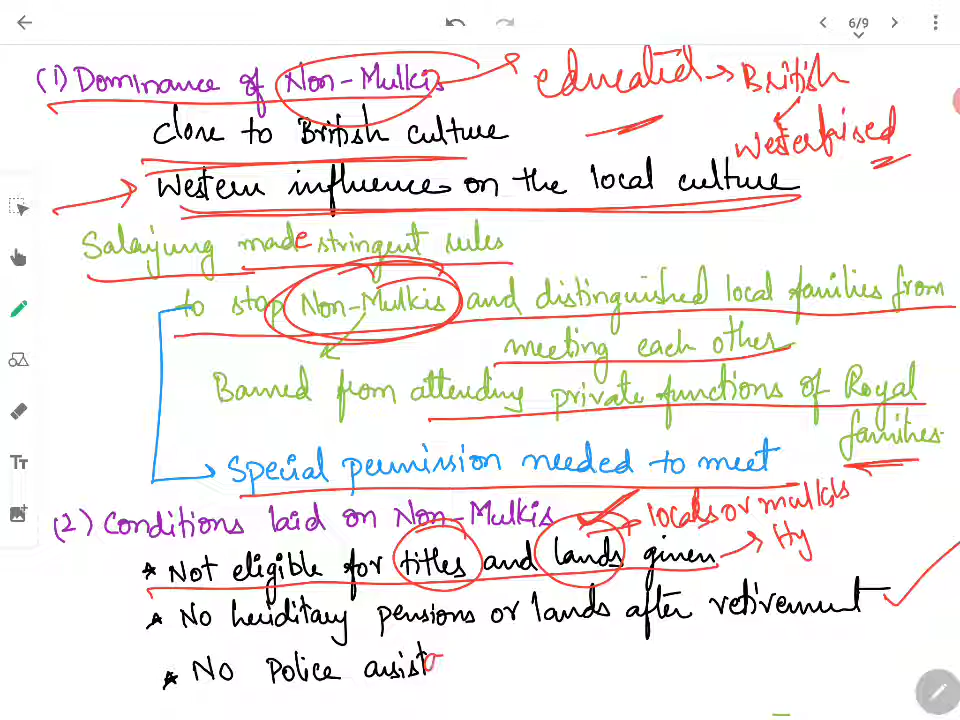 6/9
(1) Dominance of Non-Mulkis → educated → British
Westernised
close to British culture
→ Western influence on the local culture
Salarjung made stringent rules
to stop Non-Mulkis and distinguished local families from
meeting each other
Banned from attending private functions of Royal
families.
→ Special permission needed to meet
(2) Conditions laid on Non-Mulkis → locals or mulkis
* Not eligible for titles and lands given → Hy
* No heriditary pensions or lands after retirement
* No Police assista
Tт